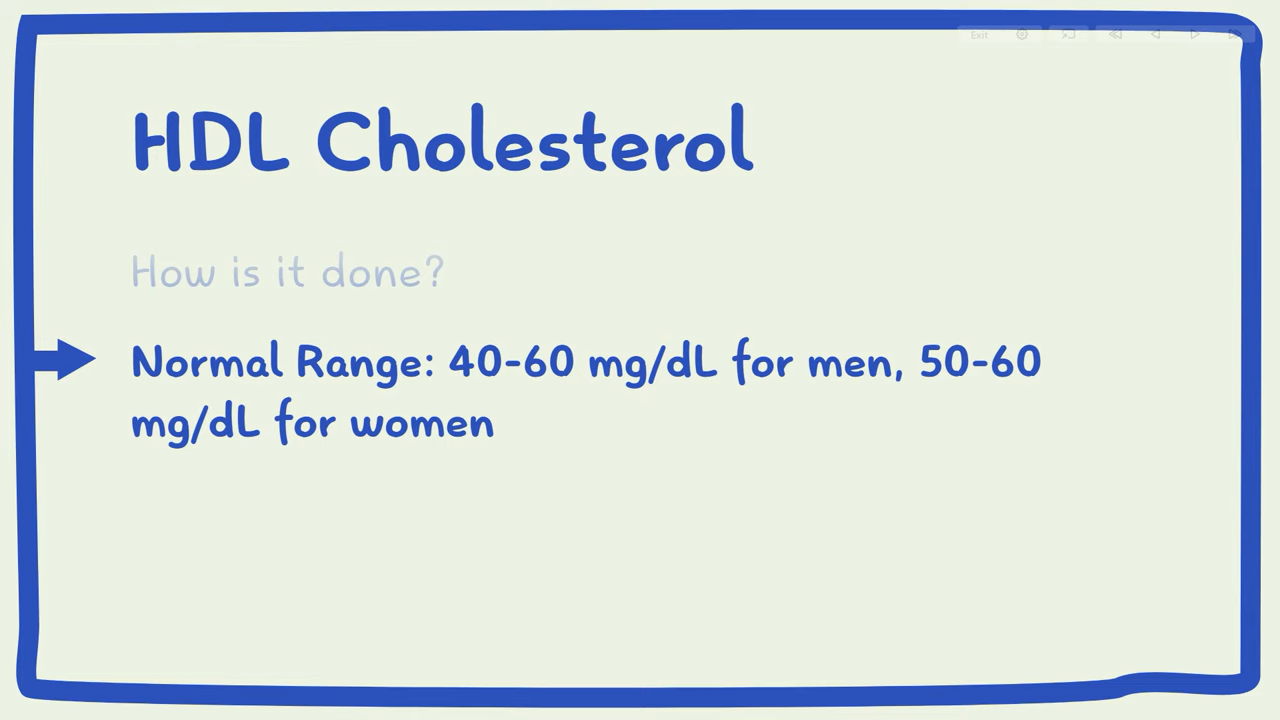 Exit
HDL Cholesterol
How is it done?
Normal Range: 40-60 mg/dL for men, 50-60
mg/dL for women